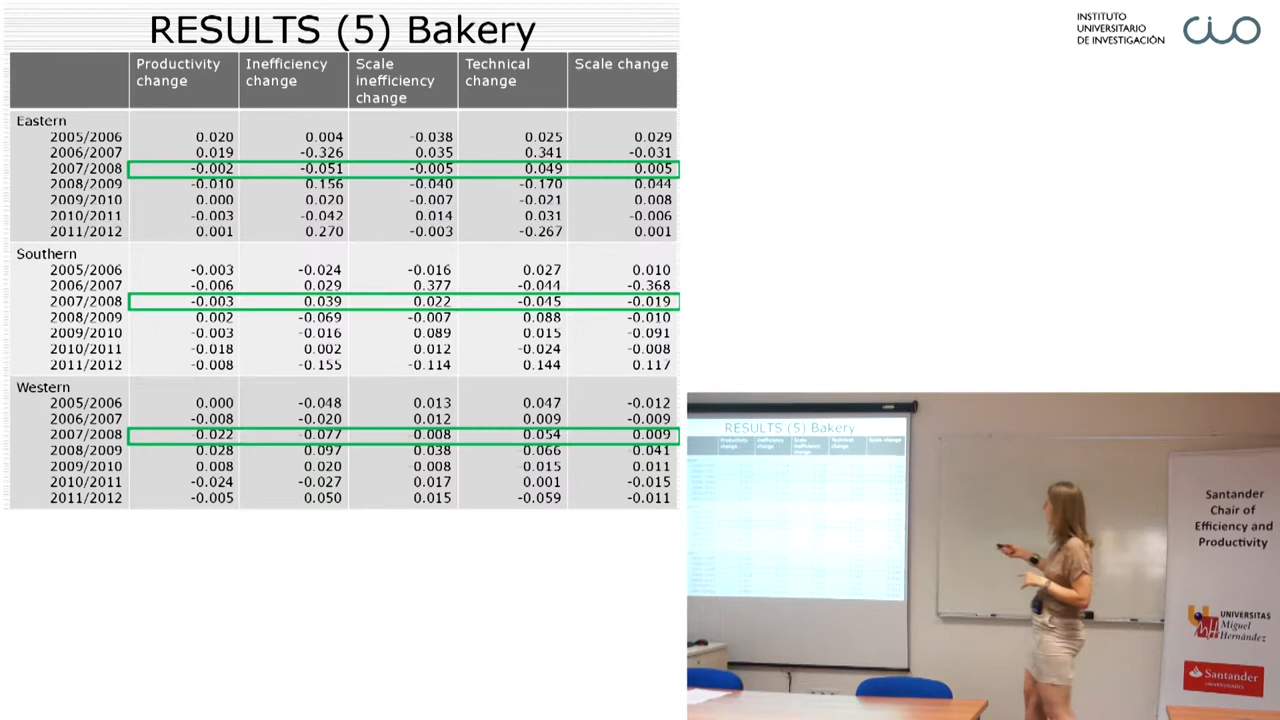 RESULTS (5) Bakery
Productivity change Inefficiency change Scale inefficiency change Technical change Scale change
Eastern
2005/2006 0.020 0.004 -0.038 0.025 0.029
2006/2007 0.019 -0.326 0.035 0.341 -0.031
2007/2008 -0.002 -0.051 -0.005 0.049 0.005
2008/2009 -0.010 0.156 -0.040 -0.170 0.044
2009/2010 0.000 0.020 -0.007 -0.021 0.008
2010/2011 -0.003 -0.042 0.014 0.031 -0.006
2011/2012 0.001 0.270 -0.003 -0.267 0.001
Southern
2005/2006 -0.003 -0.024 -0.016 0.027 0.010
2006/2007 -0.006 0.029 0.377 -0.044 -0.368
2007/2008 -0.003 0.039 0.022 -0.045 -0.019
2008/2009 0.002 -0.069 -0.007 0.088 -0.010
2009/2010 -0.003 -0.016 0.089 0.015 -0.091
2010/2011 -0.018 0.002 0.012 -0.024 -0.008
2011/2012 -0.008 -0.155 -0.114 0.144 0.117
Western
2005/2006 0.000 -0.048 0.013 0.047 -0.012
2006/2007 -0.008 -0.020 0.012 0.009 -0.009
2007/2008 -0.022 -0.077 -0.008 0.054 0.009
2008/2009 0.028 0.097 0.038 -0.066 -0.041
2009/2010 0.008 0.020 -0.008 -0.015 0.011
2010/2011 -0.024 -0.027 0.017 0.001 -0.015
2011/2012 -0.005 0.050 0.015 -0.059 -0.011
INSTITUTO
UNIVERSITARIO
DE INVESTIGACIÓN
CIO
RESULTS (5) Bakery
Productivity change Inefficiency change Scale inefficiency change Technical change Scale change
Santander
Chair of
Efficiency and
Productivity
UNIVERSITAS
Miguel
Hernández
Santander